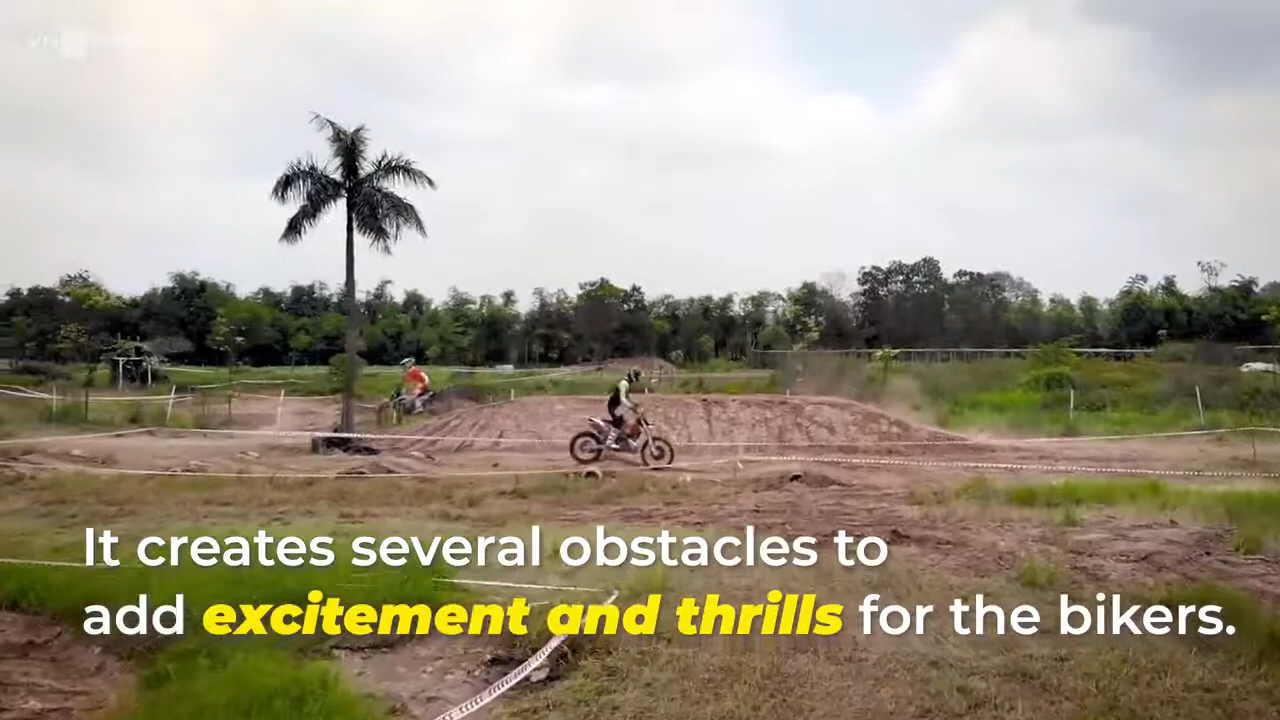 It creates several obstacles to
add excitement and thrills for the bikers.